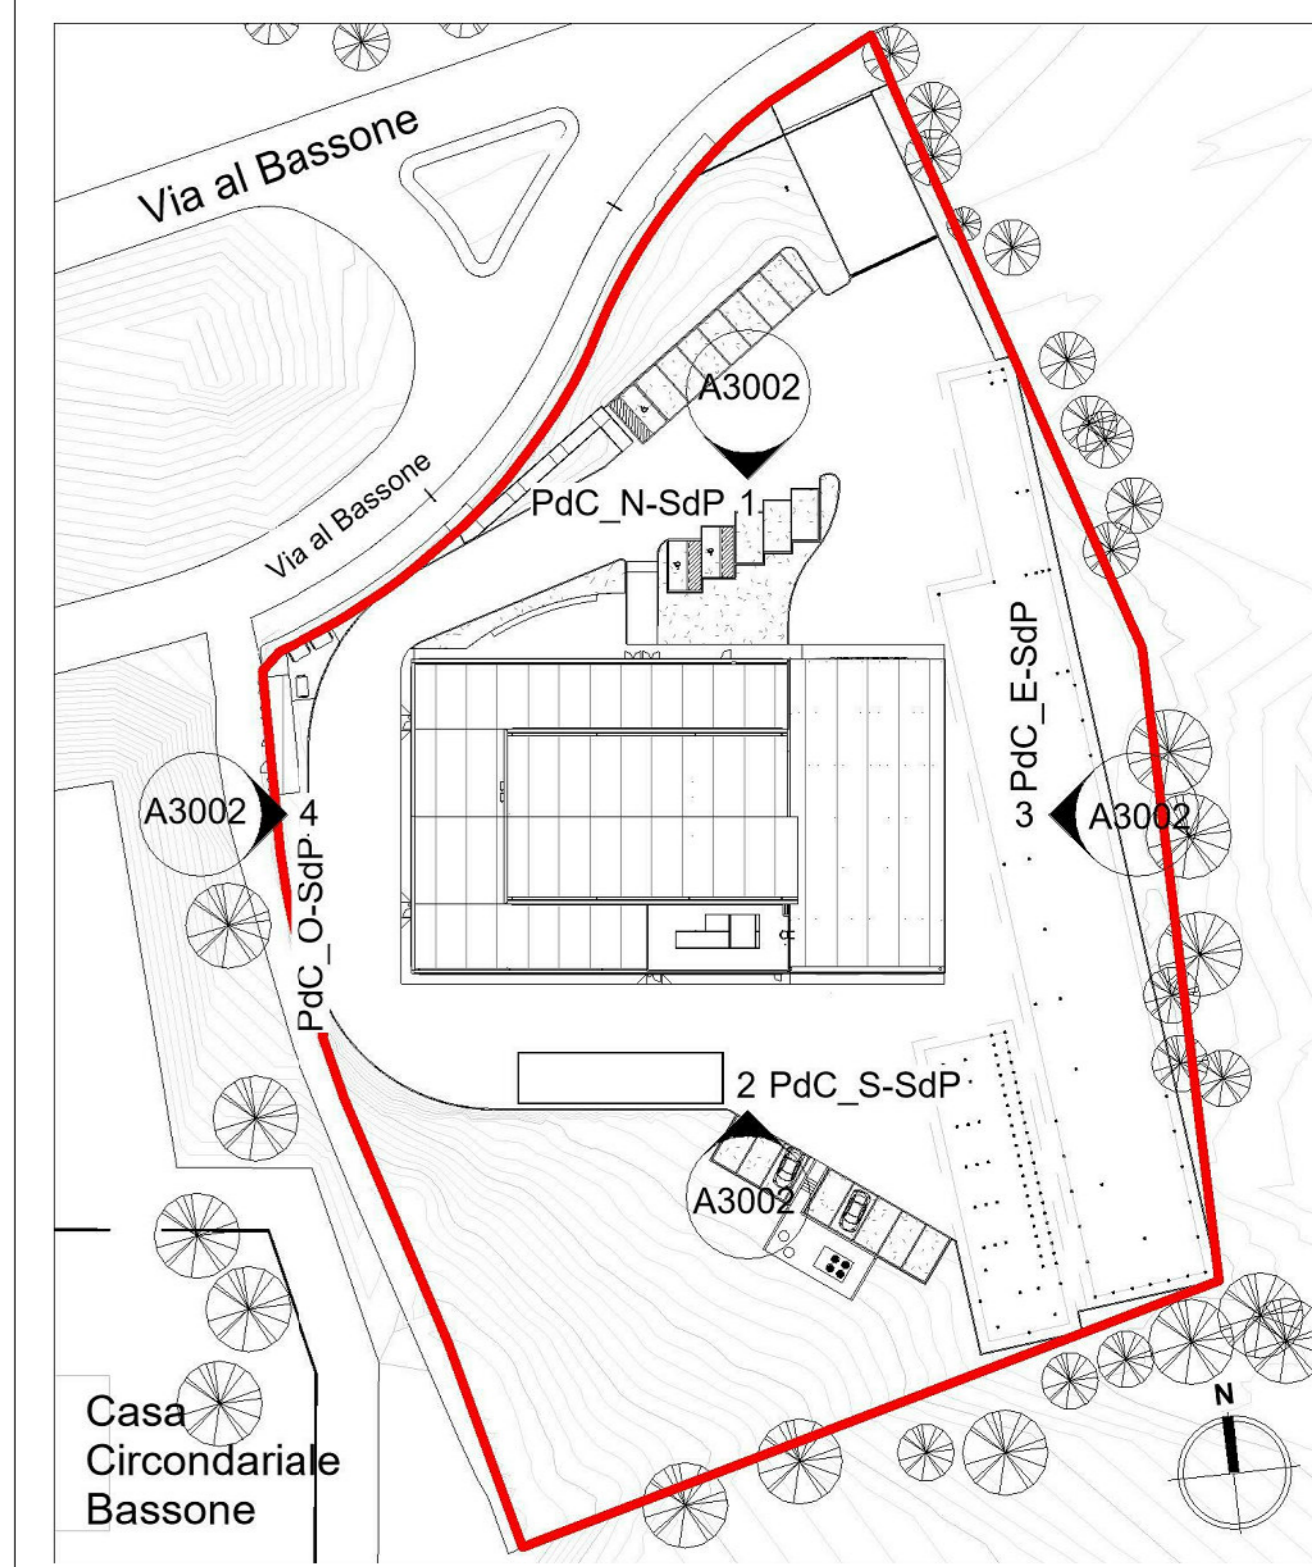 Via al Bassone
A3002
Via al Bassone
PdC_N-SdP 1
PdC_E-SdP
A3002 4
3 A3002
PdC_O-SdP
2 PdC_S-SdP
A3002
N
Casa
Circondariale
Bassone